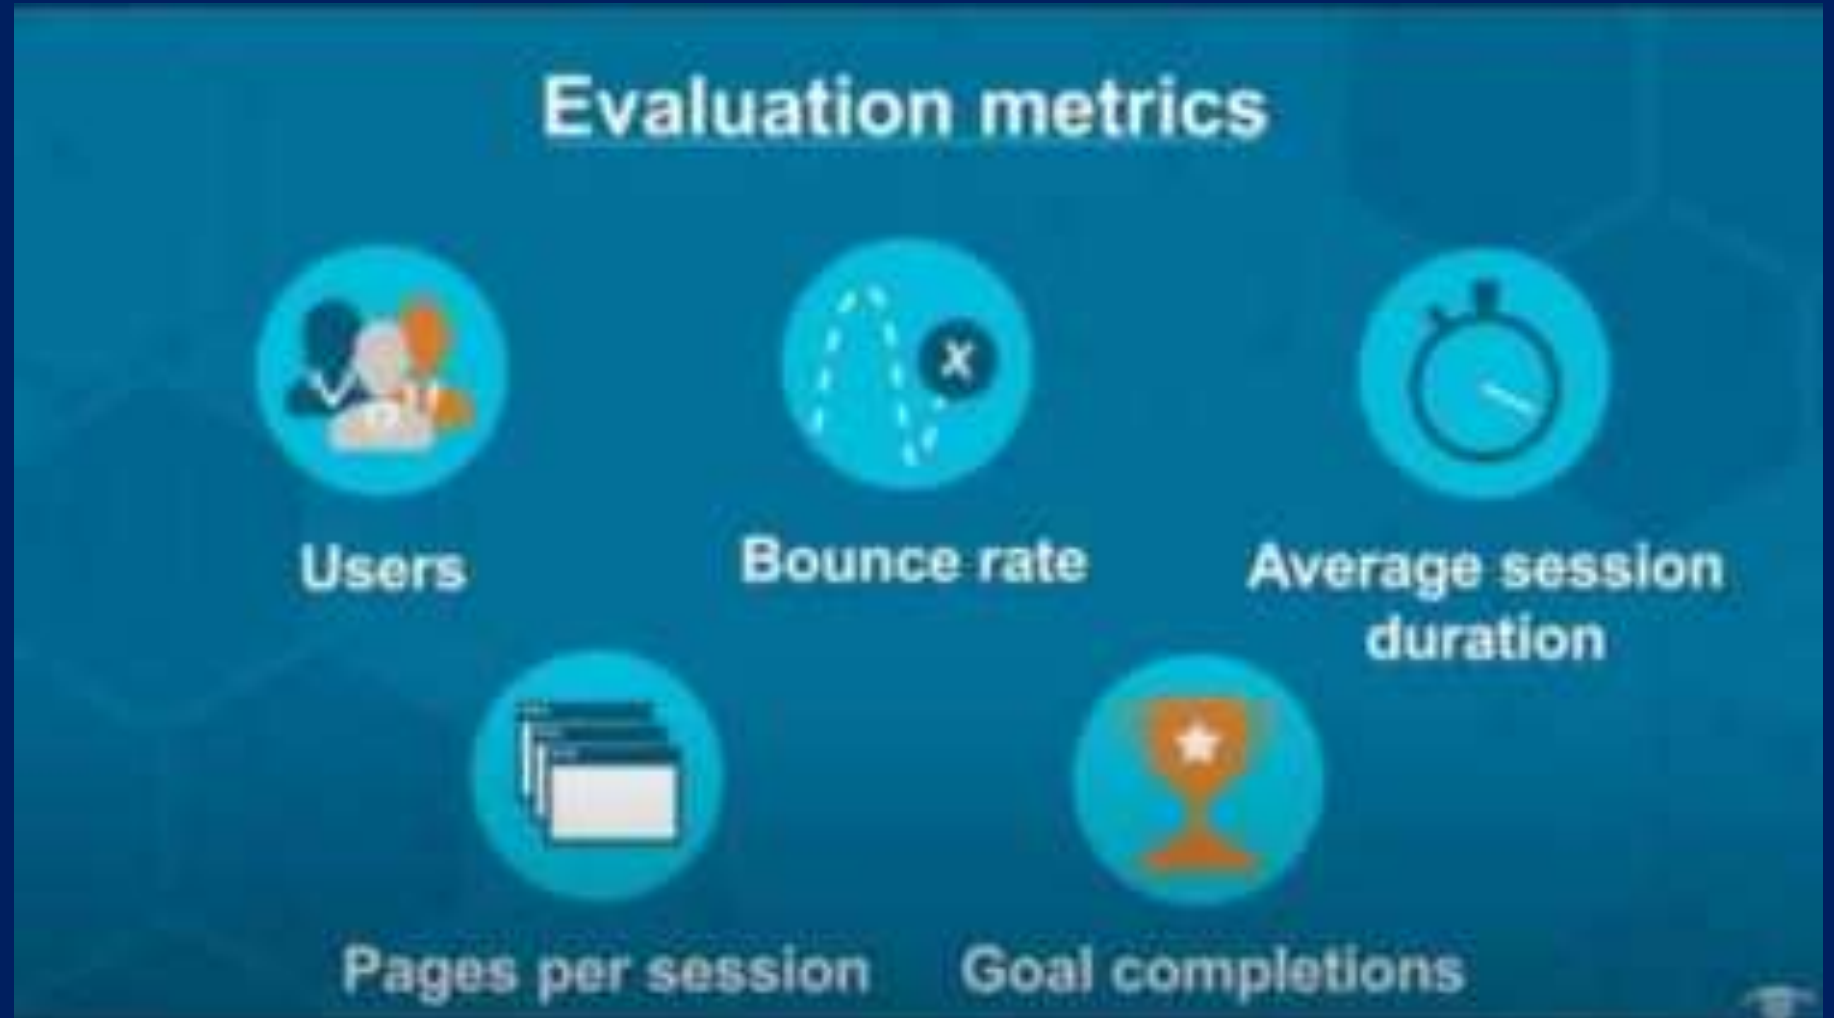 Evaluation metrics
X
Users
Bounce rate
Average session
duration
Pages per session
Goal completions